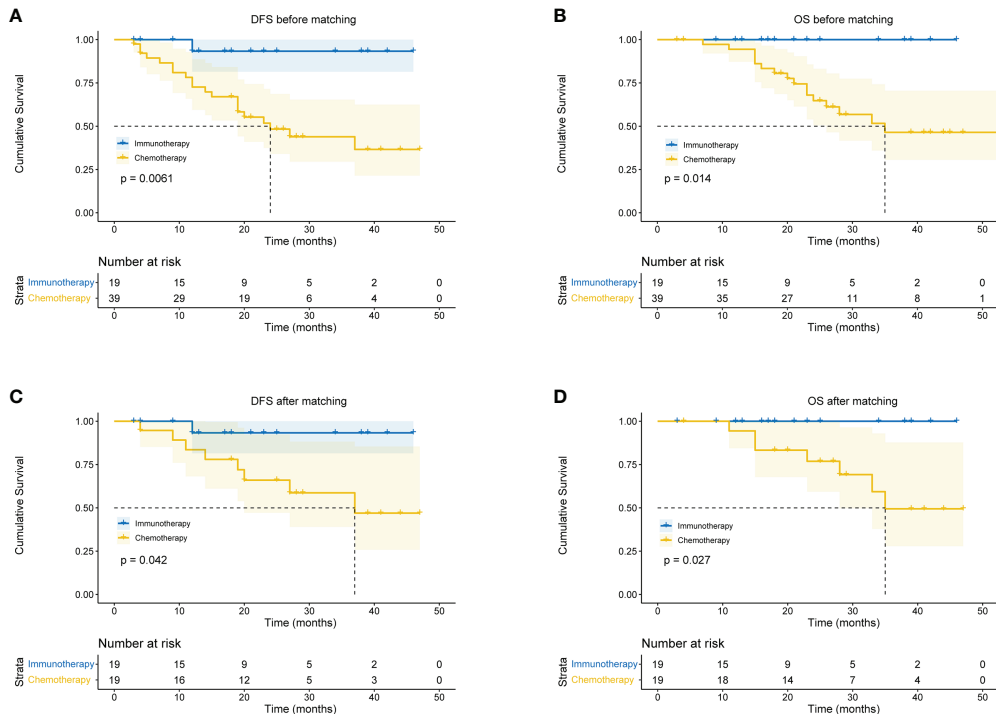 A
DFS before matching
Cumulative Survival
1.00
0.75
0.50
0.25
0.00
Immunotherapy
Chemotherapy
p = 0.0061
0 10 20 30 40 50
Time (months)
Number at risk
Strata
Immunotherapy 19 15 9 5 2 0
Chemotherapy 39 29 19 6 4 0
0 10 20 30 40 50
Time (months)
B
OS before matching
Cumulative Survival
1.00
0.75
0.50
0.25
0.00
Immunotherapy
Chemotherapy
p = 0.014
0 10 20 30 40 50
Time (months)
Number at risk
Strata
Immunotherapy 19 15 9 5 2 0
Chemotherapy 39 35 27 11 8 1
0 10 20 30 40 50
Time (months)
C
DFS after matching
Cumulative Survival
1.00
0.75
0.50
0.25
0.00
Immunotherapy
Chemotherapy
p = 0.042
0 10 20 30 40 50
Time (months)
Number at risk
Strata
Immunotherapy 19 15 9 5 2 0
Chemotherapy 19 16 12 5 3 0
0 10 20 30 40 50
Time (months)
D
OS after matching
Cumulative Survival
1.00
0.75
0.50
0.25
0.00
Immunotherapy
Chemotherapy
p = 0.027
0 10 20 30 40 50
Time (months)
Number at risk
Strata
Immunotherapy 19 15 9 5 2 0
Chemotherapy 19 18 14 7 4 0
0 10 20 30 40 50
Time (months)